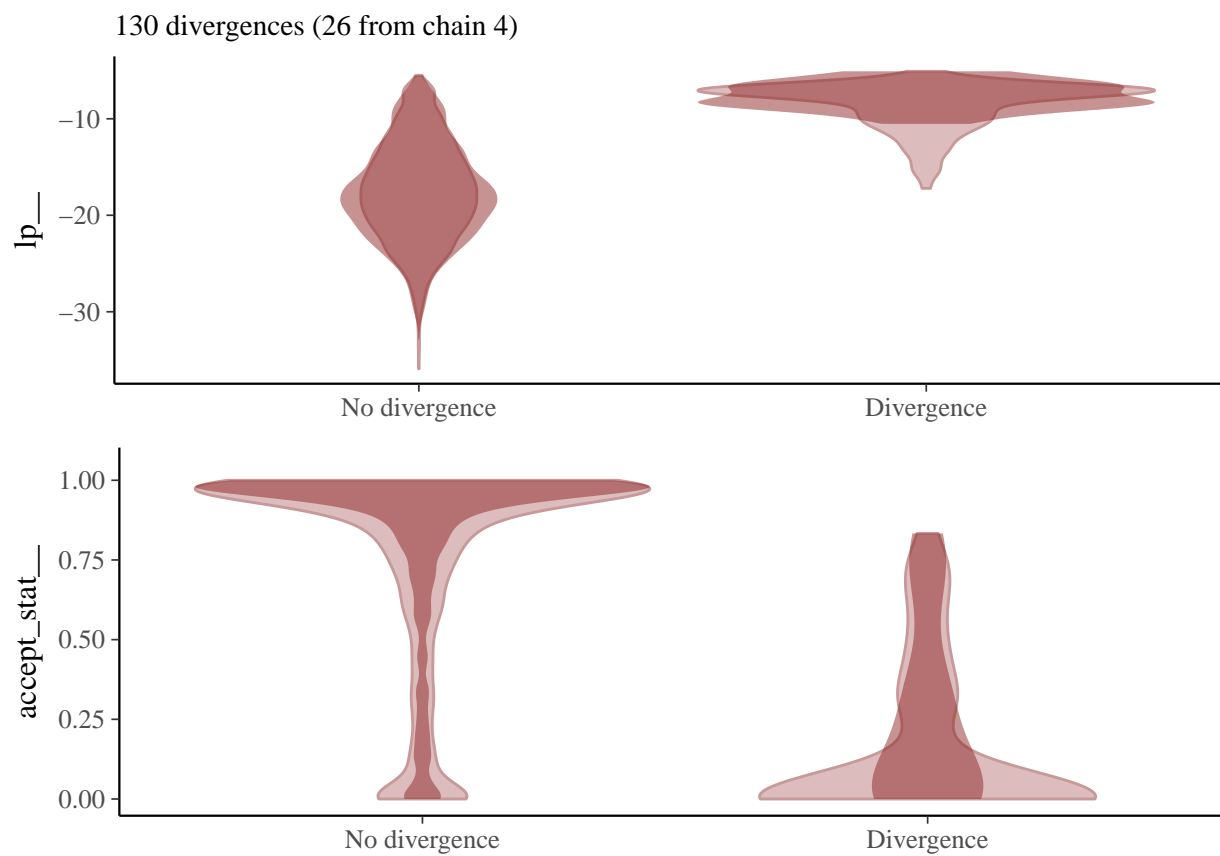 130 divergences (26 from chain 4)
lp__
−10
−20
−30
No divergence
Divergence
accept_stat__
1.00
0.75
0.50
0.25
0.00
No divergence
Divergence